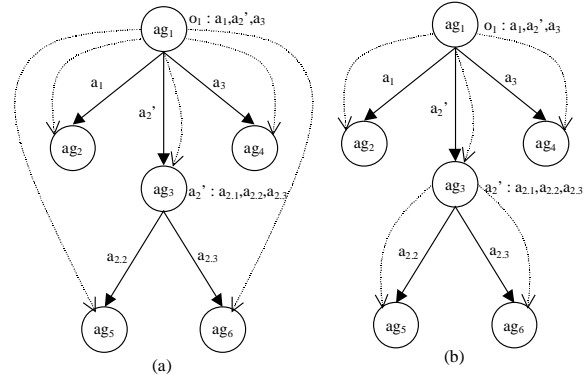 ag1 o1 : a1,a2',a3
a1 a3
a2'
ag2 ag4
ag3 a2' : a2.1,a2.2,a2.3
a2.2 a2.3
ag5 ag6
(a)
ag1 o1 : a1,a2',a3
a1 a3
a2'
ag2 ag4
ag3 a2' : a2.1,a2.2,a2.3
a2.2 a2.3
ag5 ag6
(b)